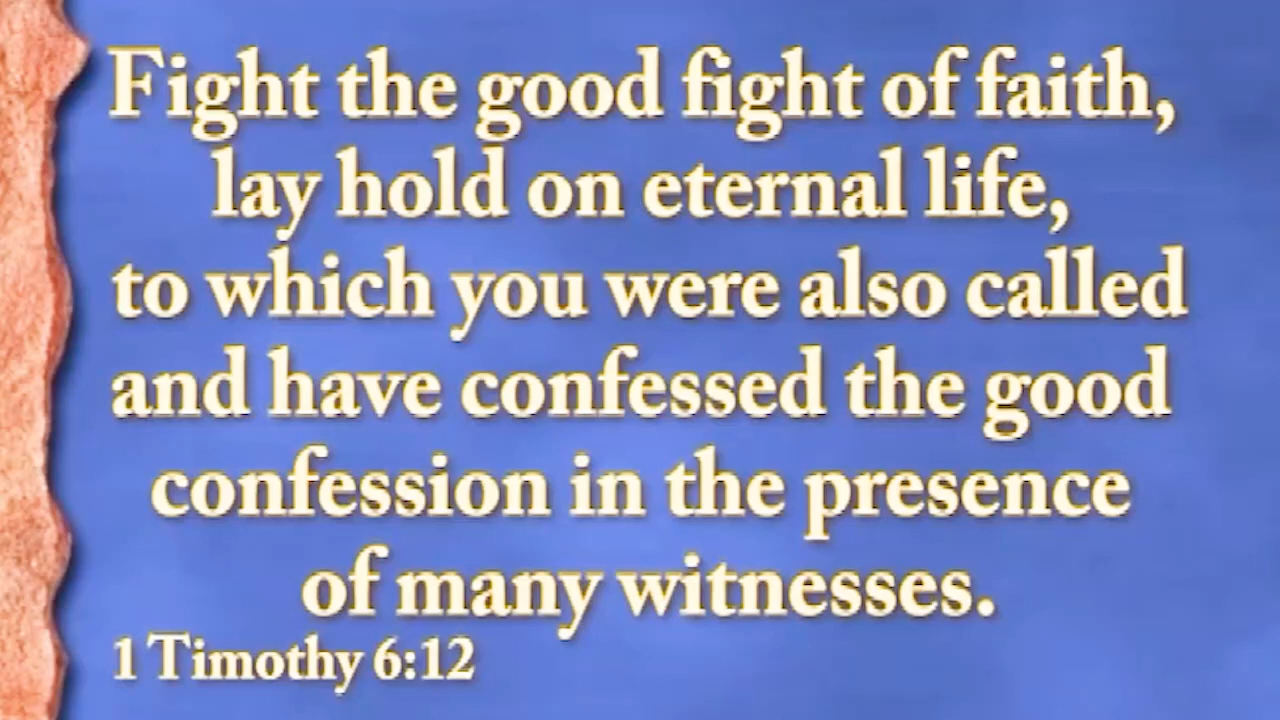 Fight the good fight of faith,
lay hold on eternal life,
to which you were also called
and have confessed the good
confession in the presence
of many witnesses.
1 Timothy 6:12